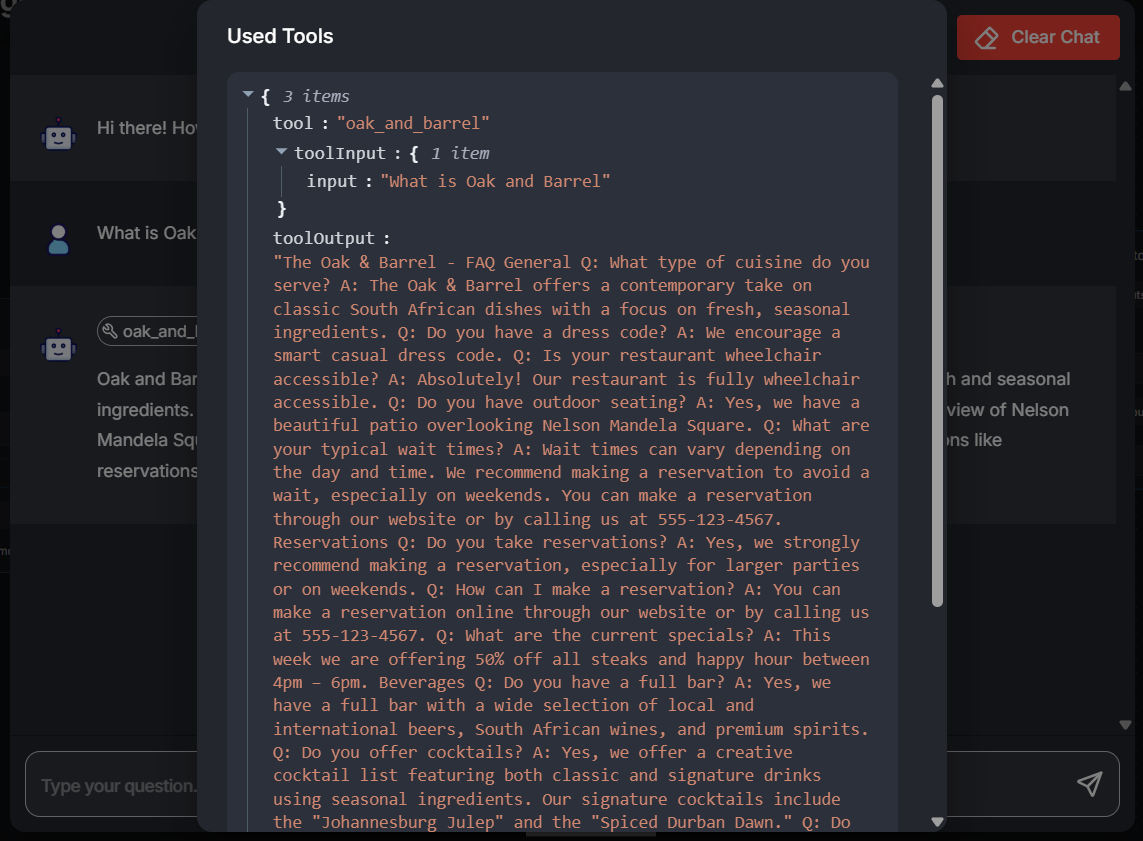 Used Tools
Clear Chat
{ 3 items
tool : "oak_and_barrel"
toolInput : { 1 item
input : "What is Oak and Barrel"
}
toolOutput :
"The Oak & Barrel - FAQ General Q: What type of cuisine do you
serve? A: The Oak & Barrel offers a contemporary take on
classic South African dishes with a focus on fresh, seasonal
ingredients. Q: Do you have a dress code? A: We encourage a
smart casual dress code. Q: Is your restaurant wheelchair
accessible? A: Absolutely! Our restaurant is fully wheelchair
accessible. Q: Do you have outdoor seating? A: Yes, we have a
beautiful patio overlooking Nelson Mandela Square. Q: What are
your typical wait times? A: Wait times can vary depending on
the day and time. We recommend making a reservation to avoid a
wait, especially on weekends. You can make a reservation
through our website or by calling us at 555-123-4567.
Reservations Q: Do you take reservations? A: Yes, we strongly
recommend making a reservation, especially for larger parties
or on weekends. Q: How can I make a reservation? A: You can
make a reservation online through our website or by calling us
at 555-123-4567. Q: What are the current specials? A: This
week we are offering 50% off all steaks and happy hour between
4pm – 6pm. Beverages Q: Do you have a full bar? A: Yes, we
have a full bar with a wide selection of local and
international beers, South African wines, and premium spirits.
Q: Do you offer cocktails? A: Yes, we offer a creative
cocktail list featuring both classic and signature drinks
using seasonal ingredients. Our signature cocktails include
the "Johannesburg Julep" and the "Spiced Durban Dawn." Q: Do
Hi there! Ho
What is Oak
oak_and_
Oak and Bar
h and seasonal
ingredients.
view of Nelson
Mandela Squ
ons like
reservations
Type your question.